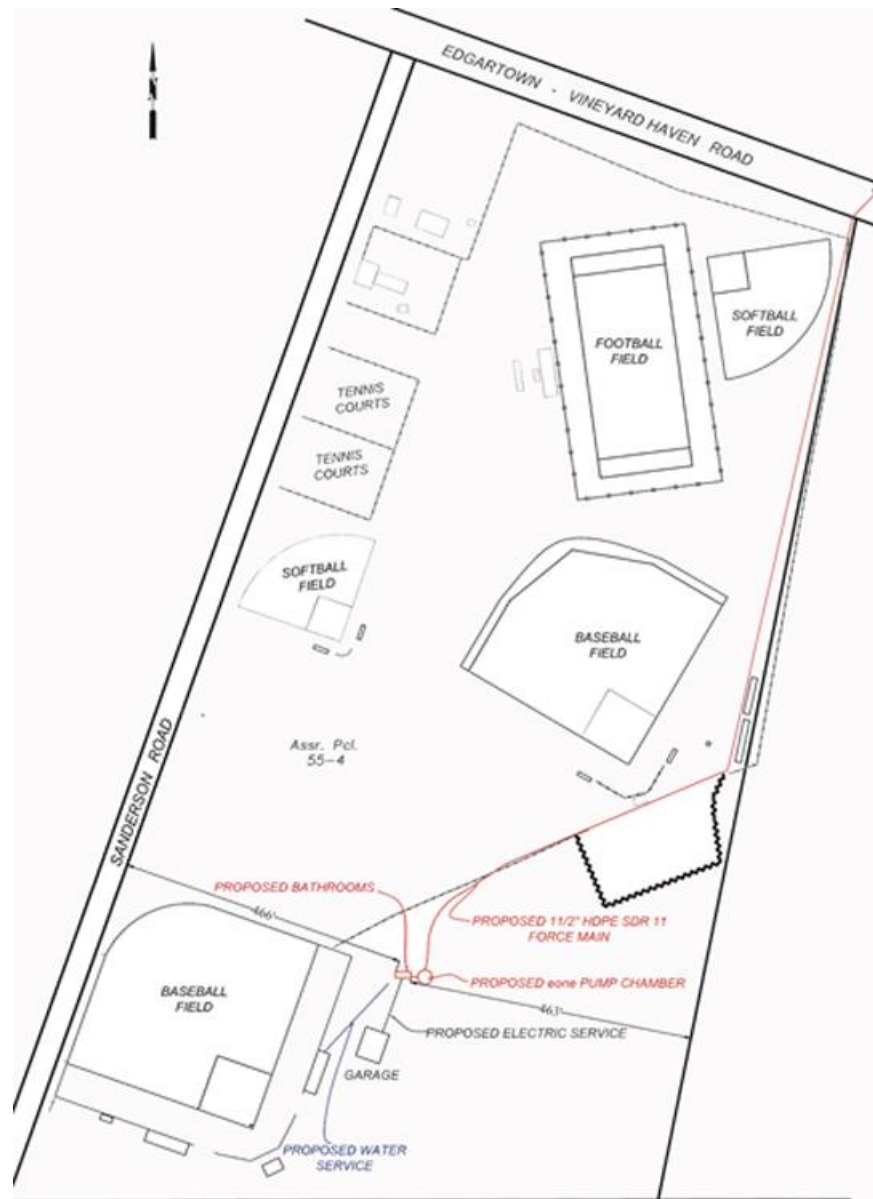 EDGARTOWN - VINEYARD HAVEN ROAD
N
SOFTBALL
FIELD
FOOTBALL
FIELD
TENNIS
COURTS
TENNIS
COURTS
SOFTBALL
FIELD
BASEBALL
FIELD
Assr. Pcl.
55-4
SANDERSON ROAD
PROPOSED BATHROOMS
PROPOSED 11/2" HDPE SDR 11
FORCE MAIN
PROPOSED eone PUMP CHAMBER
BASEBALL
FIELD
PROPOSED ELECTRIC SERVICE
GARAGE
PROPOSED WATER
SERVICE